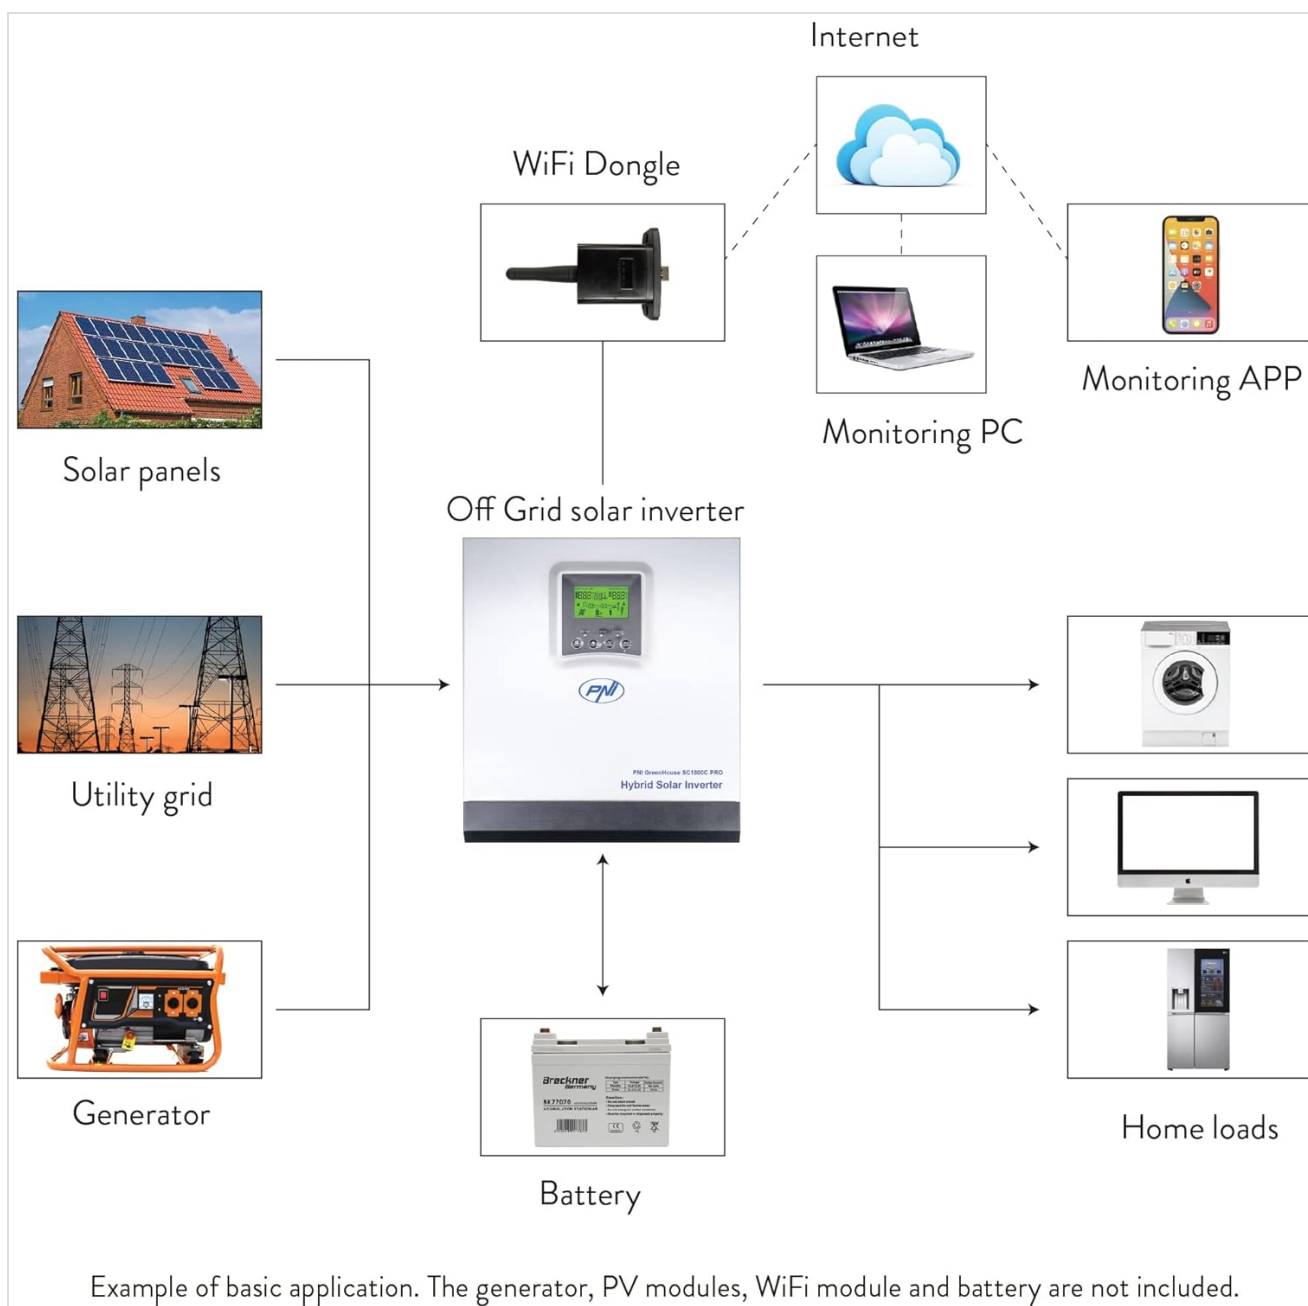 Internet
WiFi Dongle
Monitoring APP
Monitoring PC
Solar panels
Off Grid solar inverter
PNI
PNI GreenHouse SC1800C PRO
Hybrid Solar Inverter
Utility grid
Generator
Breckner
Germany
Battery
Home loads
Example of basic application. The generator, PV modules, WiFi module and battery are not included.